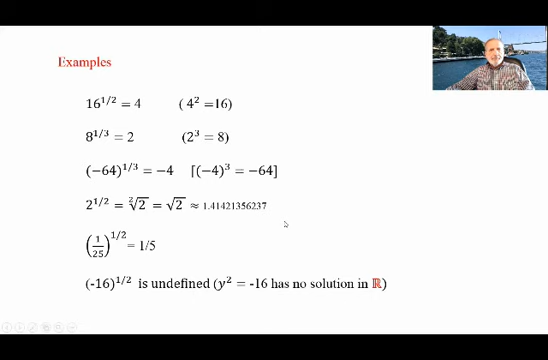 Examples
16^{1/2} = 4 ( 4² =16)
8^{1/3} = 2 (2³ = 8)
(−64)^{1/3} = −4 [(−4)³ = −64]
2^{1/2} = \sqrt[2]{2} = √2 ≈ 1.41421356237
(1/25)^{1/2} = 1/5
(-16)^{1/2} is undefined (y² = -16 has no solution in ℝ)